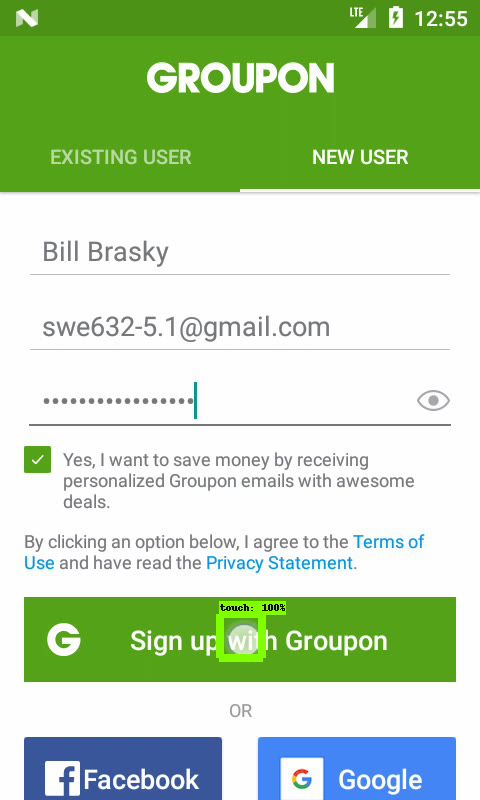 LTE 12:55
GROUPON
EXISTING USER NEW USER
Bill Brasky
swe632-5.1@gmail.com
Yes, I want to save money by receiving
personalized Groupon emails with awesome
deals.
By clicking an option below, I agree to the Terms of
Use and have read the Privacy Statement.
touch: 100%
G Sign up with Groupon
OR
f Facebook G Google